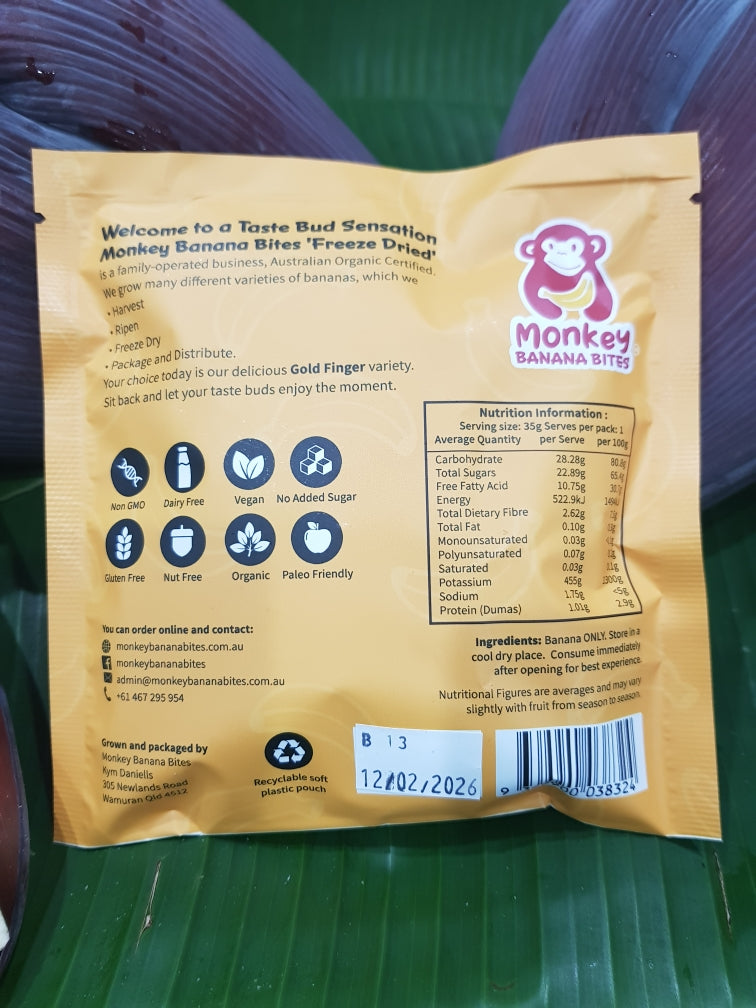 Welcome to a Taste Bud Sensation
Monkey Banana Bites 'Freeze Dried'
is a family-operated business, Australian Organic Certified.
We grow many different varieties of bananas, which we
• Harvest
• Ripen
• Freeze Dry
• Package and Distribute.
Your choice today is our delicious Gold Finger variety.
Sit back and let your taste buds enjoy the moment.
Monkey
BANANA BITES
Non GMO
Dairy Free
Vegan
No Added Sugar
Gluten Free
Nut Free
Organic
Paleo Friendly
Nutrition Information :
Serving size: 35g Serves per pack: 1
Average Quantity per Serve per 100g
Carbohydrate 28.28g
Total Sugars 22.89g
Free Fatty Acid 10.75g
Energy 522.9kJ
Total Dietary Fibre 2.62g
Total Fat 0.10g
Monounsaturated 0.03g
Polyunsaturated 0.07g
Saturated 0.03g
Potassium 455g
Sodium 1.75g <5g
Protein (Dumas) 1.01g 2.9g
Ingredients: Banana ONLY. Store in a
cool dry place. Consume immediately
after opening for best experience.
Nutritional Figures are averages and may vary
slightly with fruit from season to season.
You can order online and contact:
monkeybananabites.com.au
monkeybananabites
admin@monkeybananabites.com.au
+61 467 295 954
Grown and packaged by
Monkey Banana Bites
Kym Daniells
305 Newlands Road
Wamuran Qld 4512
Recyclable soft
plastic pouch
B 13
12/02/2026
038324